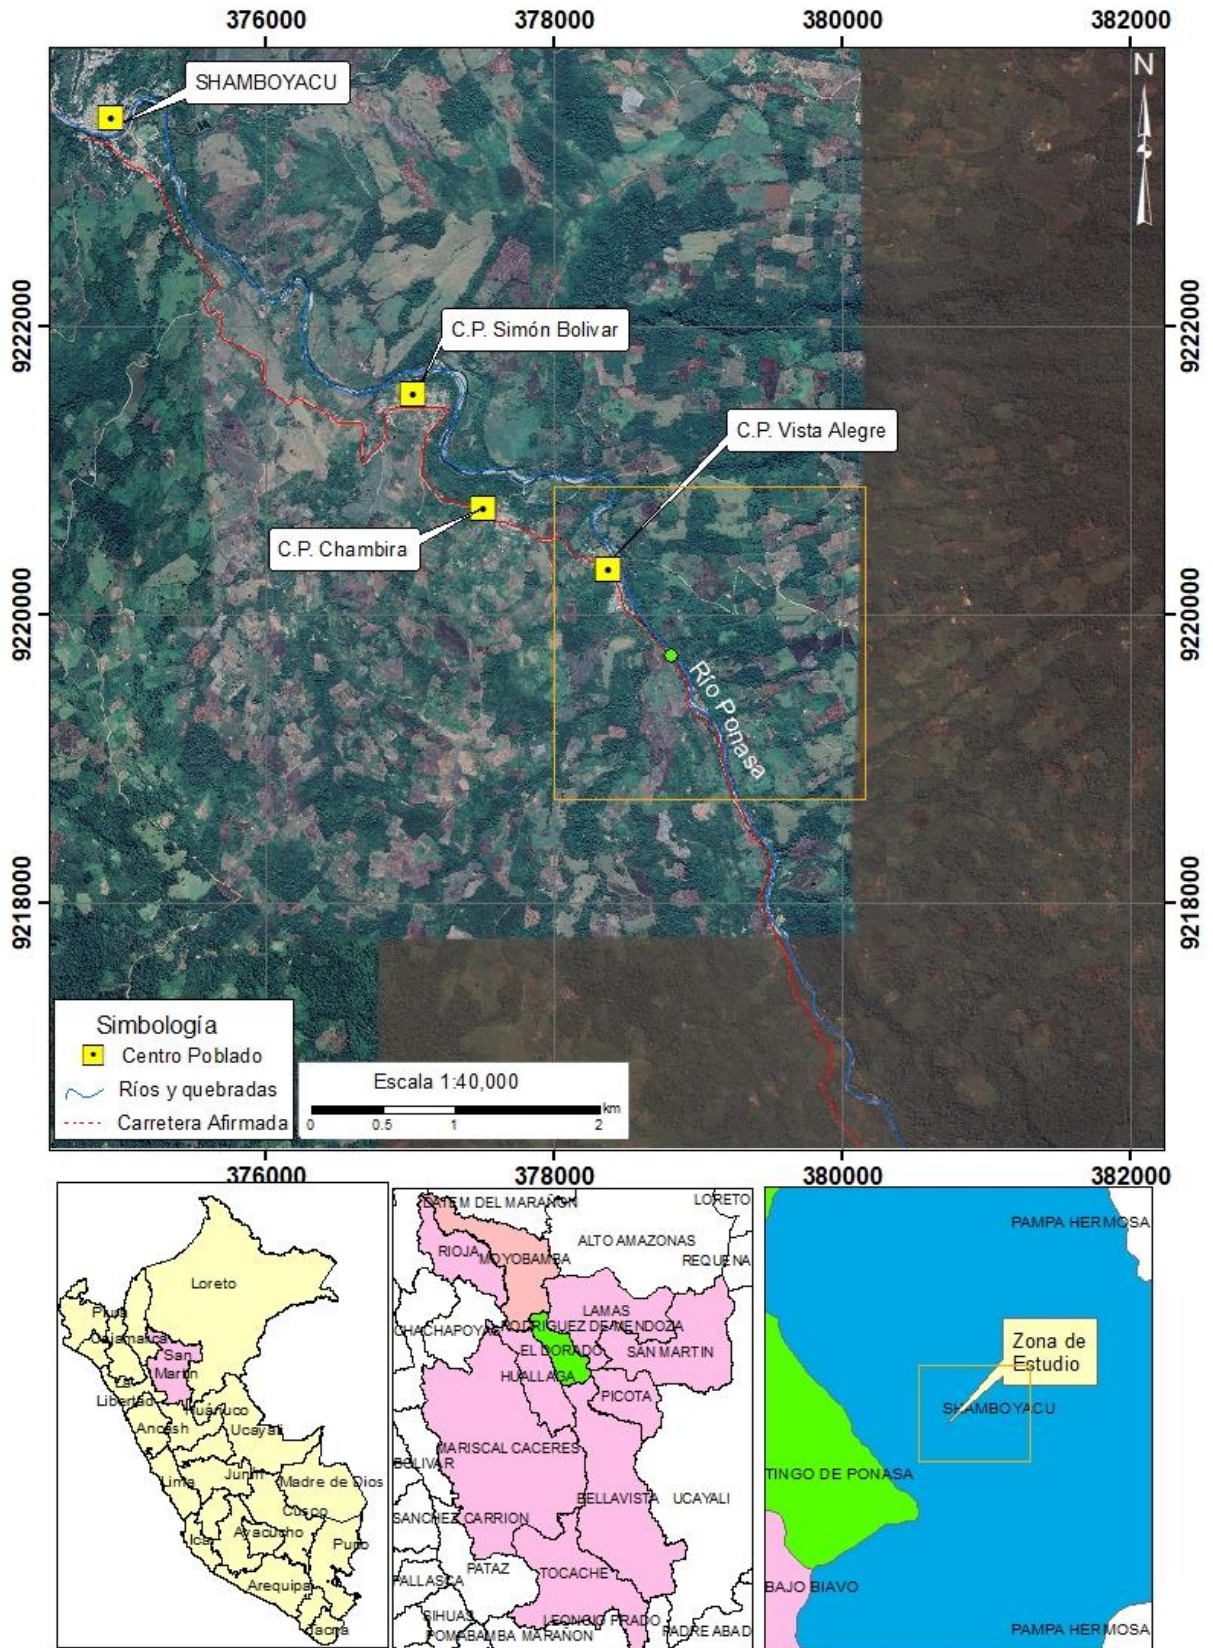 376000 378000 380000 382000
N
SHAMBOYACU
9222000
9222000
C.P. Simón Bolivar
C.P. Vista Alegre
C.P. Chambira
9220000
9220000
Río Ponasa
9218000
9218000
Simbología
Centro Poblado
Ríos y quebradas
Carretera Afirmada
Escala 1:40,000
km
0 0.5 1 2
376000 378000 380000 382000
Loreto
Piura
Cajamarca
San
Martín
La
Libertad
Huánuco
Ancash
Ucayali
Lima
Junín
Madre de Dios
Cusco
Ica
Ayacucho
Puno
Arequipa
Tacna
DATEM DEL MARAÑON
LORETO
ALTO AMAZONAS
RIOJA
MOYOBAMBA
REQUENA
LAMAS
CHACHAPOYAS
RODRIGUEZ DE MENDOZA
EL DORADO
SAN MARTIN
HUALLAGA
PICOTA
MARISCAL CACERES
BOLIVAR
BELLAVISTA
UCAYALI
SANCHEZ CARRION
PATAZ
TOCACHE
PALLASCA
SIHUAS
LEONCIO PRADO
POMABAMBA
MARAÑON
PADRE ABAD
PAMPA HERMOSA
Zona de
Estudio
SHAMBOYACU
TINGO DE PONASA
BAJO BIAVO
PAMPA HERMOSA